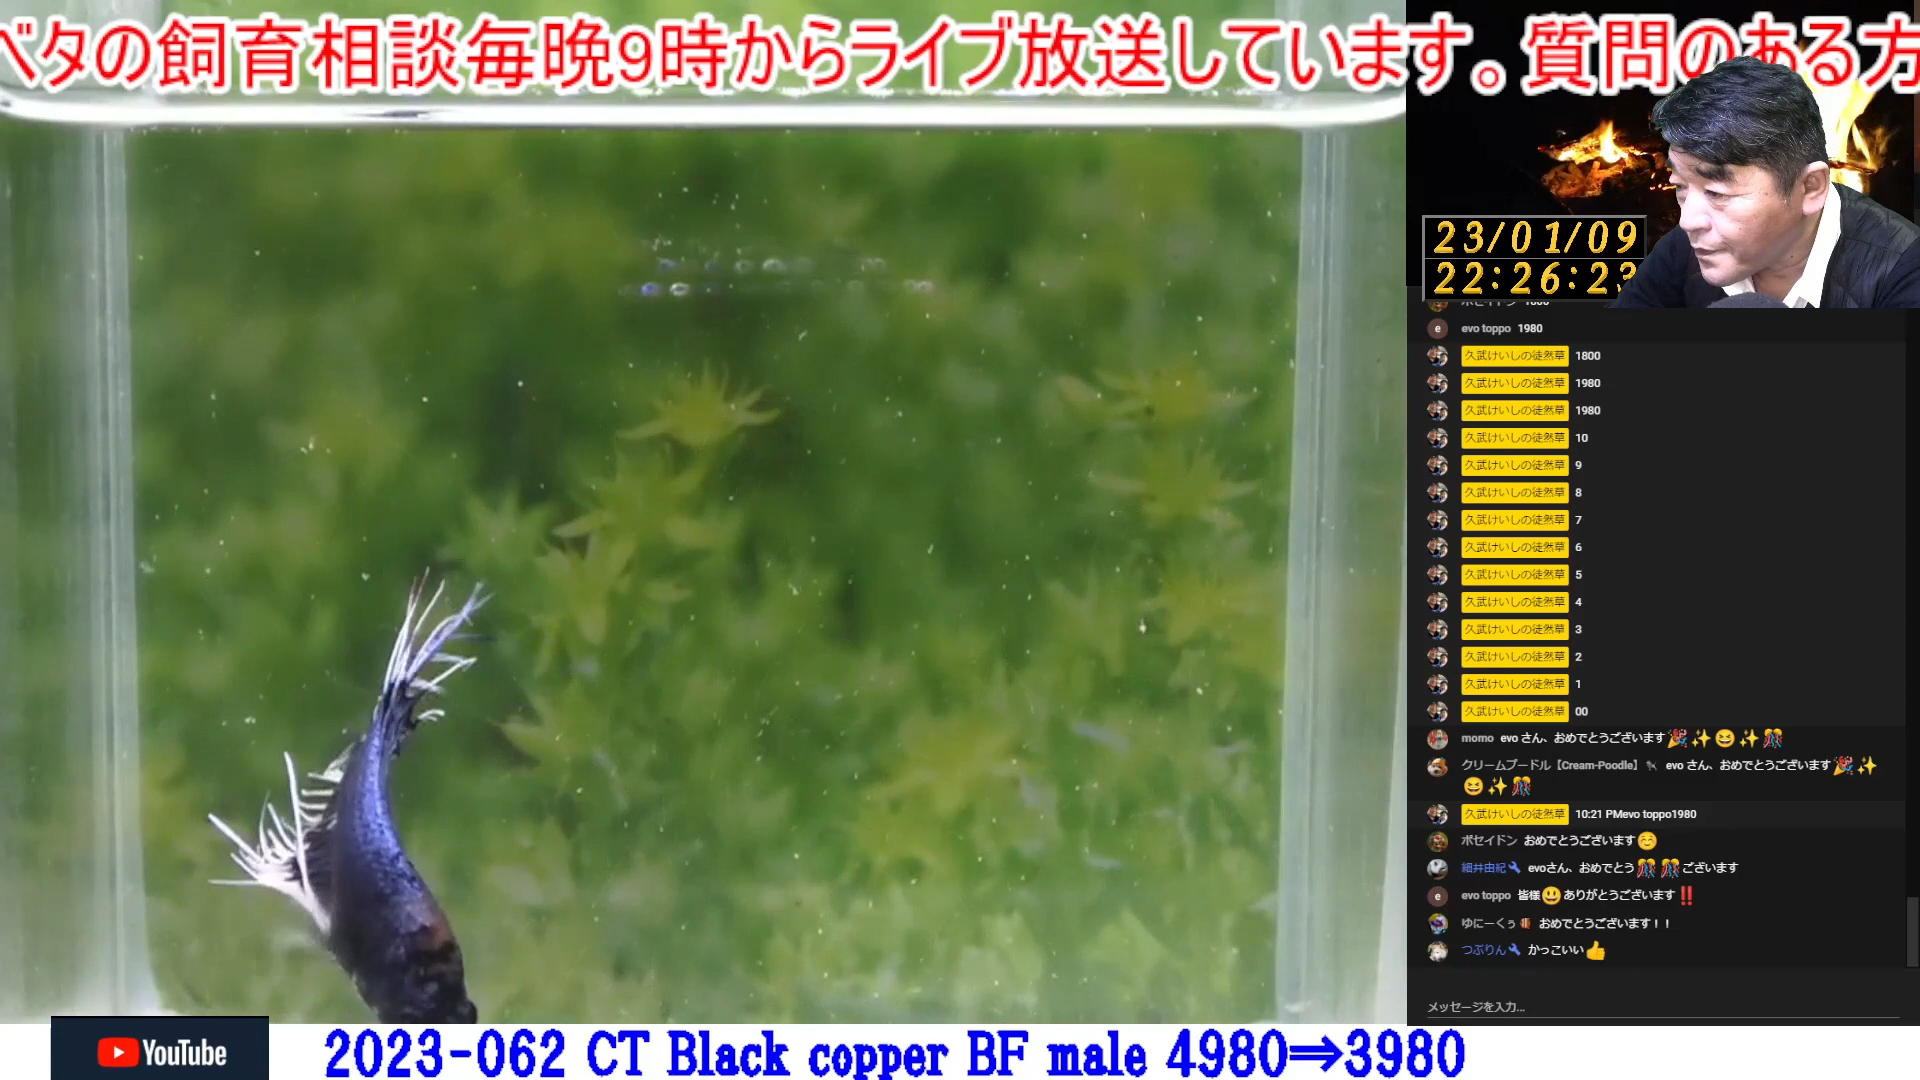 ベタの飼育相談毎晩9時からライブ放送しています。質問のある方
23/01/09
22:26:23
ポセイドン 1800
evo toppo 1980
久武けいしの徒然草 1800
久武けいしの徒然草 1980
久武けいしの徒然草 1980
久武けいしの徒然草 10
久武けいしの徒然草 9
久武けいしの徒然草 8
久武けいしの徒然草 7
久武けいしの徒然草 6
久武けいしの徒然草 5
久武けいしの徒然草 4
久武けいしの徒然草 3
久武けいしの徒然草 2
久武けいしの徒然草 1
久武けいしの徒然草 00
momo evo さん、おめでとうございます🎉✨😆✨🎊
クリームプードル【Cream-Poodle】🐩 evo さん、おめでとうございます🎉✨
😆✨🎊
久武けいしの徒然草 10:21 PMevo toppo1980
ポセイドン おめでとうございます☺️
細井由紀 evoさん、おめでとう🎊🎊ございます
evo toppo 皆様😃ありがとうございます‼️
ゆにーくぅ🐠 おめでとうございます！！
つぶりん かっこいい👍
メッセージを入力...
YouTube
2023-062 CT Black copper BF male 4980⇒3980